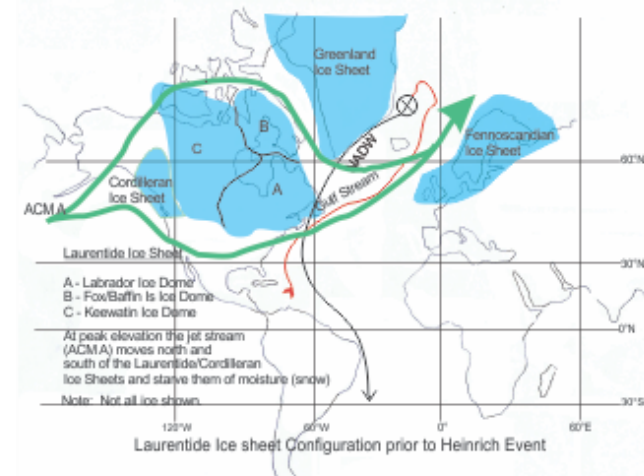 Greenland
Ice Sheet
B
C
NADW
Fennoscandian
Ice Sheet
60°N
Cordilleran
Ice Sheet
A
Gulf Stream
ACMA
Laurentide Ice Sheet
30°N
A - Labrador Ice Dome
B - Fox/Baffin Is Ice Dome
C - Keewatin Ice Dome
0°N
At peak elevation the jet stream
(ACMA) moves north and
south of the Laurentide/Cordilleran
Ice Sheets and starve them of moisture (snow)
Note: Not all ice shown.
30°S
120°W
60°W
0°
60°E
Laurentide Ice sheet Configuration prior to Heinrich Event